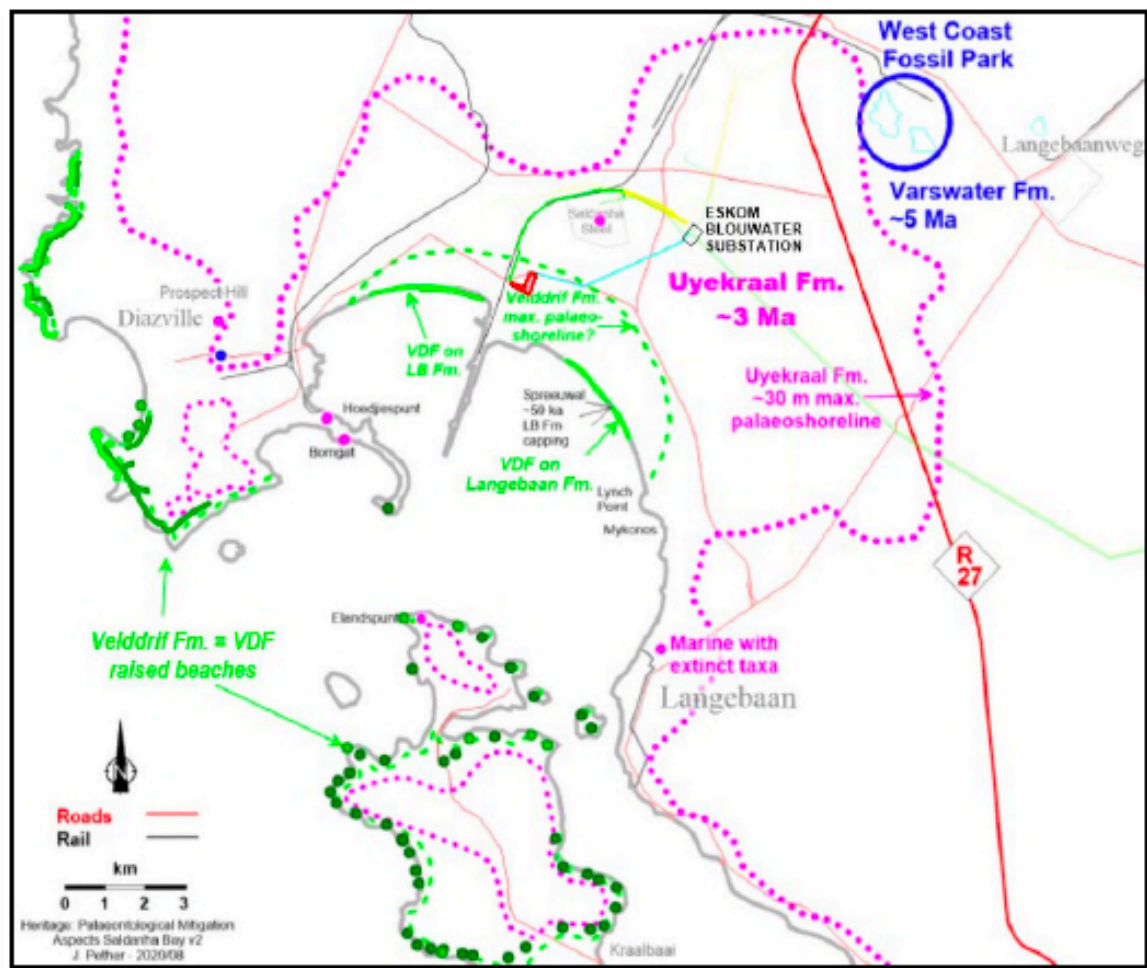 West Coast
Fossil Park
Langebaanweg
Varswater Fm.
~5 Ma
ESKOM
BLOUWATER
SUBSTATION
Saldanha
Steel
Uyekraal Fm.
~3 Ma
Prospect Hill
Diazville
Velddrif Fm.
max. palaeo-
shoreline?
VDF on
LB Fm.
Uyekraal Fm.
~30 m max.
palaeoshoreline
Spreeuwal
~50 ka
LB Fm
capping
Hoedjiespunt
Bomgat
VDF on
Langebaan Fm.
Lynch
Point
Mykonos
R
27
Elandspunt
Velddrif Fm. = VDF
raised beaches
Marine with
extinct taxa
Langebaan
N
Roads
Rail
km
0 1 2 3
Heritage: Palaeontological Mitigation
Aspects Saldanha Bay v2
J. Pether - 2020/08
Kraalbaai